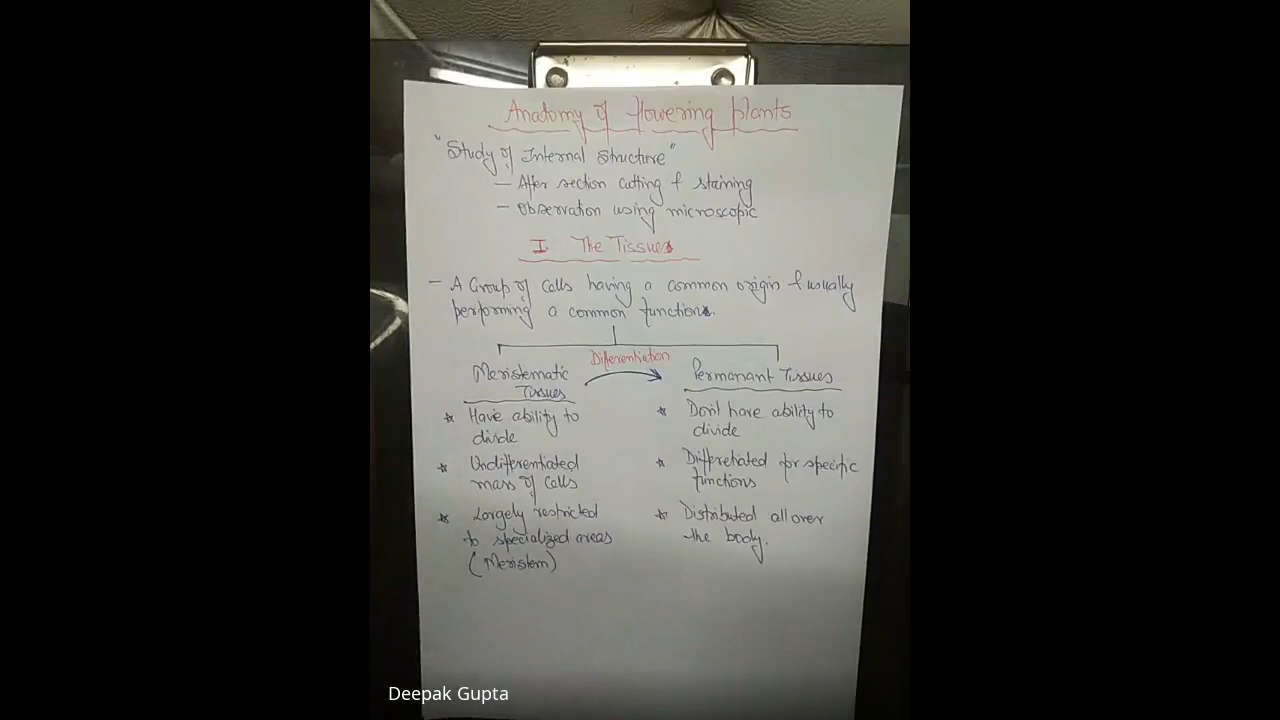 Anatomy of flowering plants
"Study of Internal Structure"
— After section cutting & staining
— Observation using microscopic
I The Tissues
— A Group of cells having a common origin & usually
performing a common function.
Differentiation
Meristematic
Tissues
* Have ability to
divide
* Undifferentiated
mass of cells
* Largely restricted
to specialized areas
(Meristem)
Permanant Tissues
* Don't have ability to
divide
* Diffretiated for specific
functions
* Distributed all over
the body.
Deepak Gupta